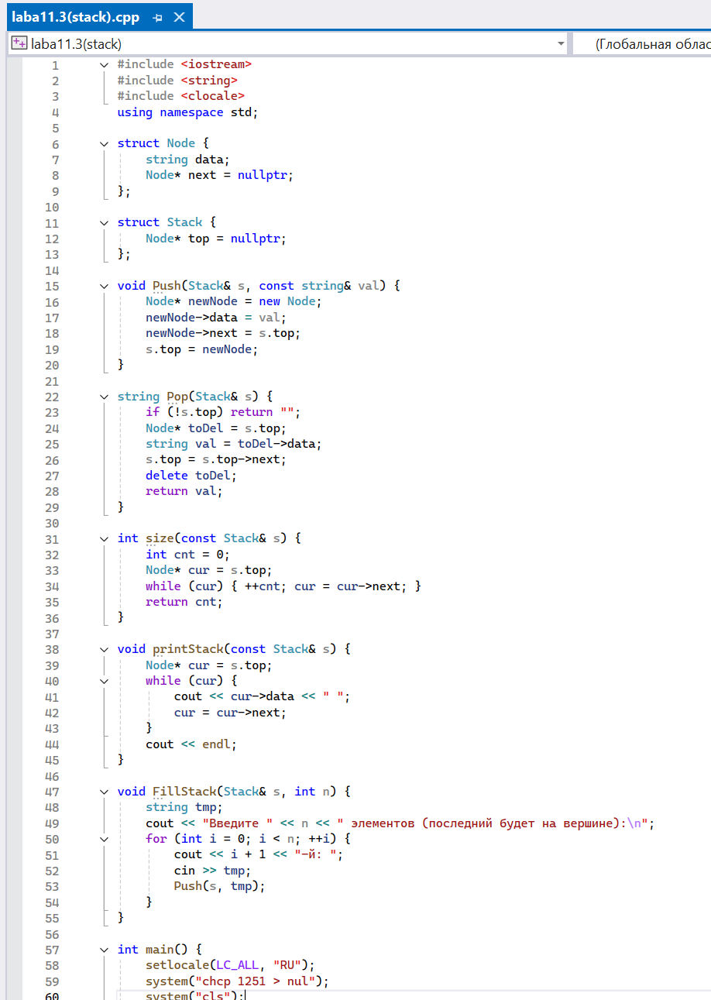 laba11.3(stack).cpp
laba11.3(stack) (Глобальная облас
1 #include <iostream>
2 #include <string>
3 #include <clocale>
4 using namespace std;
5
6 struct Node {
7 string data;
8 Node* next = nullptr;
9 };
10
11 struct Stack {
12 Node* top = nullptr;
13 };
14
15 void Push(Stack& s, const string& val) {
16 Node* newNode = new Node;
17 newNode->data = val;
18 newNode->next = s.top;
19 s.top = newNode;
20 }
21
22 string Pop(Stack& s) {
23 if (!s.top) return "";
24 Node* toDel = s.top;
25 string val = toDel->data;
26 s.top = s.top->next;
27 delete toDel;
28 return val;
29 }
30
31 int size(const Stack& s) {
32 int cnt = 0;
33 Node* cur = s.top;
34 while (cur) { ++cnt; cur = cur->next; }
35 return cnt;
36 }
37
38 void printStack(const Stack& s) {
39 Node* cur = s.top;
40 while (cur) {
41 cout << cur->data << " ";
42 cur = cur->next;
43 }
44 cout << endl;
45 }
46
47 void FillStack(Stack& s, int n) {
48 string tmp;
49 cout << "Введите " << n << " элементов (последний будет на вершине):\n";
50 for (int i = 0; i < n; ++i) {
51 cout << i + 1 << "-й: ";
52 cin >> tmp;
53 Push(s, tmp);
54 }
55 }
56
57 int main() {
58 setlocale(LC_ALL, "RU");
59 system("chcp 1251 > nul");
60 system("cls");